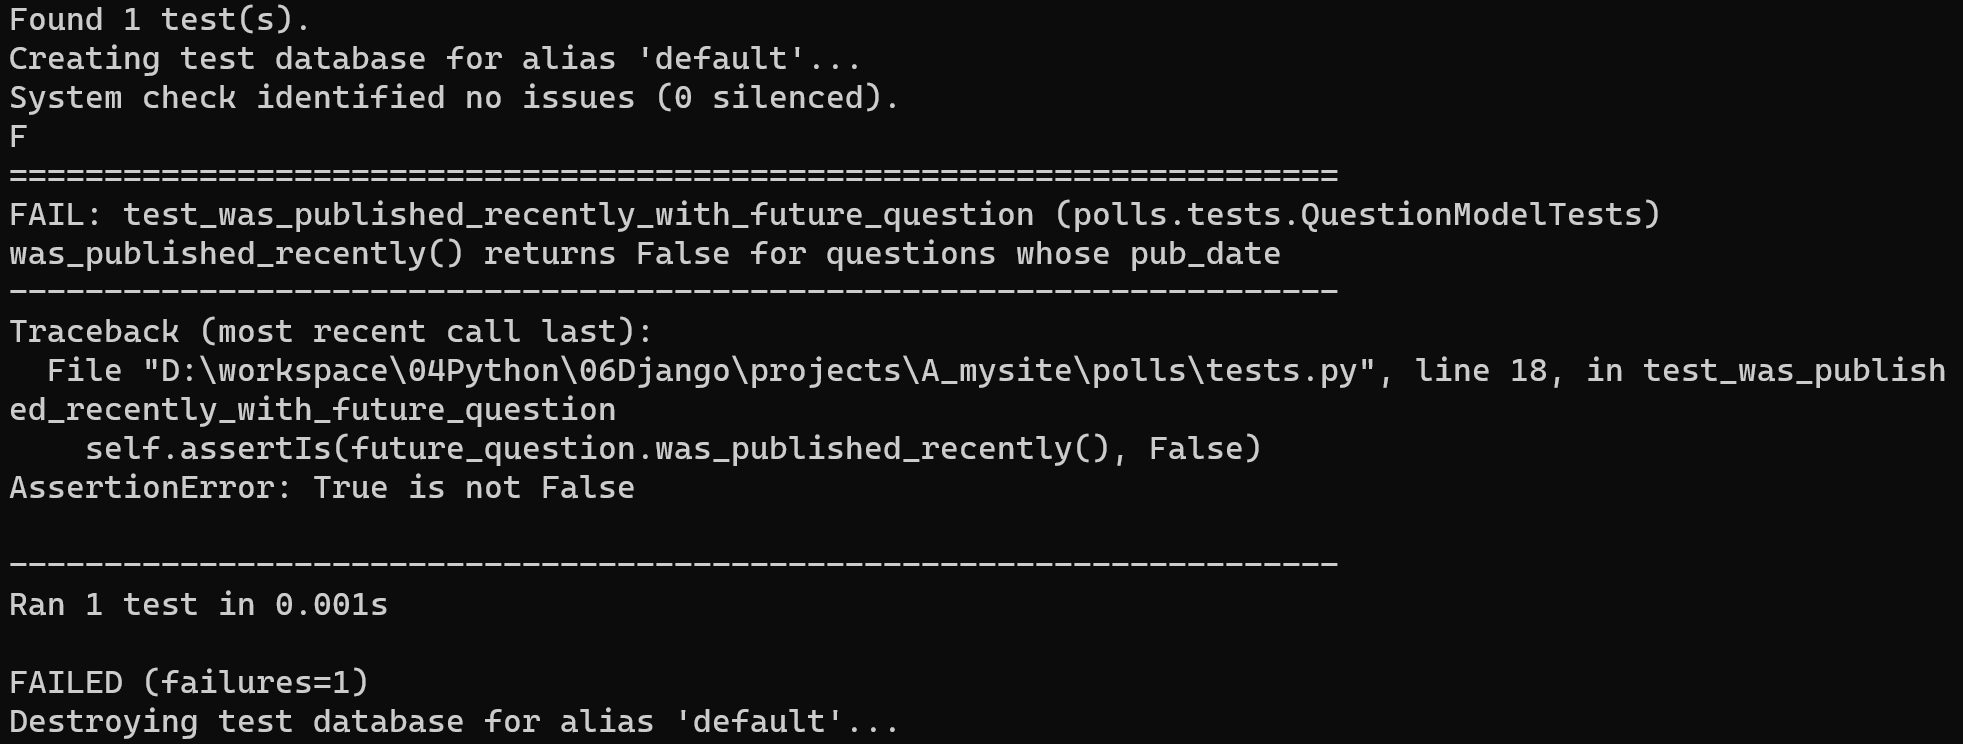 Found 1 test(s).
Creating test database for alias 'default'...
System check identified no issues (0 silenced).
F
======================================================================
FAIL: test_was_published_recently_with_future_question (polls.tests.QuestionModelTests)
was_published_recently() returns False for questions whose pub_date
----------------------------------------------------------------------
Traceback (most recent call last):
  File "D:\workspace\04Python\06Django\projects\A_mysite\polls\tests.py", line 18, in test_was_publish
ed_recently_with_future_question
    self.assertIs(future_question.was_published_recently(), False)
AssertionError: True is not False

----------------------------------------------------------------------
Ran 1 test in 0.001s

FAILED (failures=1)
Destroying test database for alias 'default'...